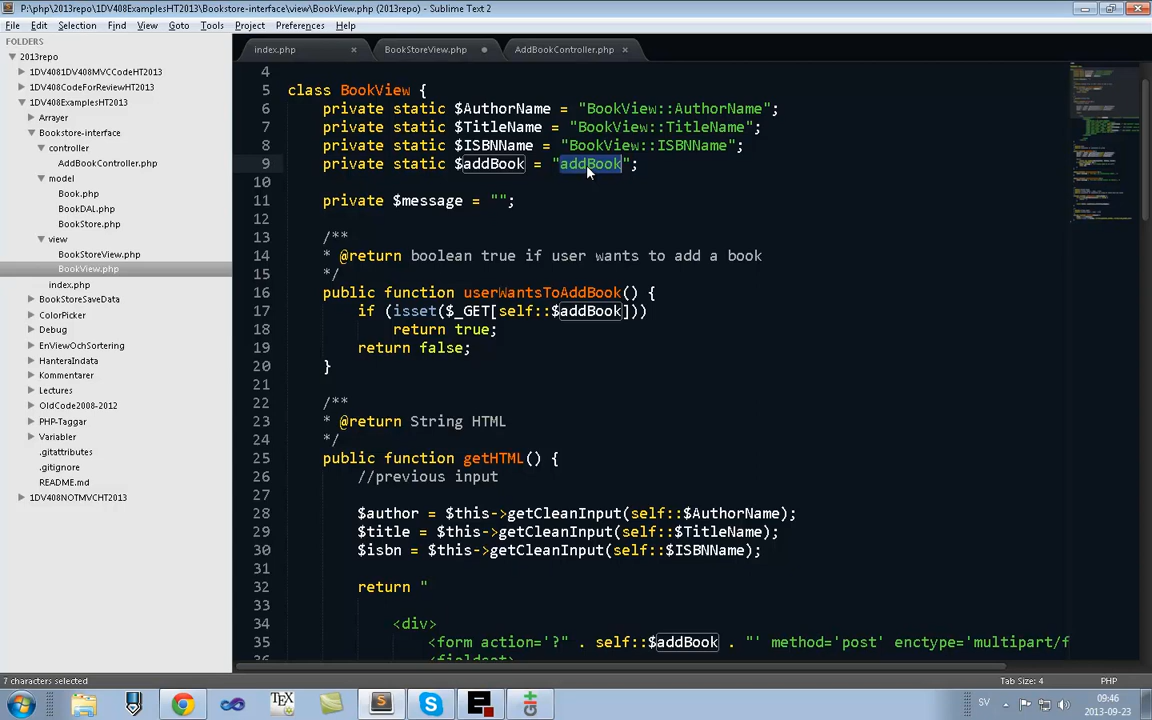 P:\php\2013repo\1DV408ExamplesHT2013\Bookstore-interface\view\BookView.php (2013repo) - Sublime Text 2
File Edit Selection Find View Goto Tools Project Preferences Help
FOLDERS
2013repo
1DV4081DV408MVCCodeHT2013
1DV408CodeForReviewHT2013
1DV408ExamplesHT2013
Arrayer
Bookstore-interface
controller
AddBookController.php
model
Book.php
BookDAL.php
BookStore.php
view
BookStoreView.php
BookView.php
index.php
BookStoreSaveData
ColorPicker
Debug
EnViewOchSortering
HanteraIndata
Kommentarer
Lectures
OldCode2008-2012
PHP-Taggar
Variabler
.gitattributes
.gitignore
README.md
1DV408NOTMVCHT2013
index.php × BookStoreView.php AddBookController.php ×
4
5 class BookView {
6 private static $AuthorName = "BookView::AuthorName";
7 private static $TitleName = "BookView::TitleName";
8 private static $ISBNName = "BookView::ISBNName";
9 private static $addBook = "addBook";
10
11 private $message = "";
12
13 /**
14 * @return boolean true if user wants to add a book
15 */
16 public function userWantsToAddBook() {
17 if (isset($_GET[self::$addBook]))
18 return true;
19 return false;
20 }
21
22 /**
23 * @return String HTML
24 */
25 public function getHTML() {
26 //previous input
27
28 $author = $this->getCleanInput(self::$AuthorName);
29 $title = $this->getCleanInput(self::$TitleName);
30 $isbn = $this->getCleanInput(self::$ISBNName);
31
32 return "
33
34 <div>
35 <form action='?" . self::$addBook . "' method='post' enctype='multipart/f
36 <fieldset>
7 characters selected Tab Size: 4 PHP
SV 09:46
2013-09-23